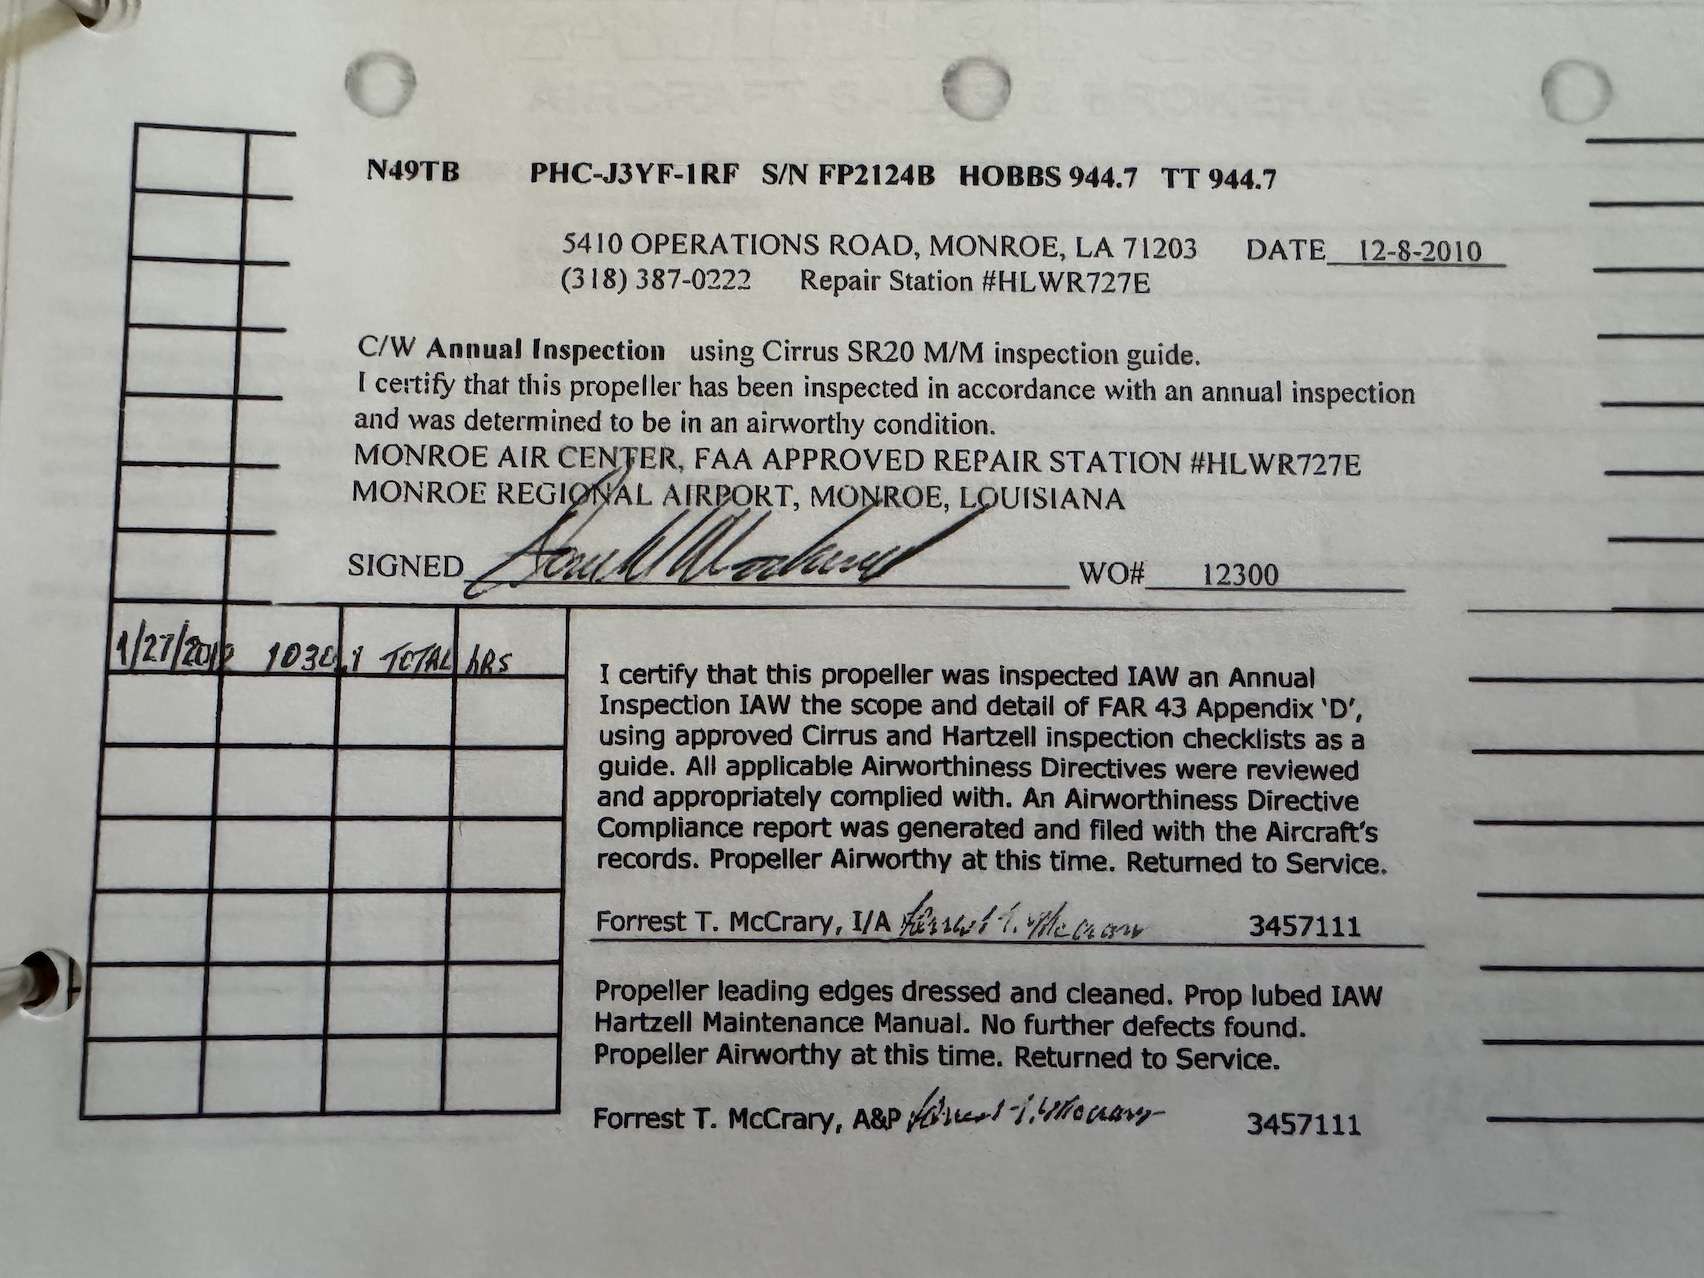 N49TB PHC-J3YF-1RF S/N FP2124B HOBBS 944.7 TT 944.7
5410 OPERATIONS ROAD, MONROE, LA 71203 DATE 12-8-2010
(318) 387-0222 Repair Station #HLWR727E
C/W Annual Inspection using Cirrus SR20 M/M inspection guide.
I certify that this propeller has been inspected in accordance with an annual inspection
and was determined to be in an airworthy condition.
MONROE AIR CENTER, FAA APPROVED REPAIR STATION #HLWR727E
MONROE REGIONAL AIRPORT, MONROE, LOUISIANA
SIGNED WO# 12300
TOTAL HRS
I certify that this propeller was inspected IAW an Annual
Inspection IAW the scope and detail of FAR 43 Appendix ‘D’,
using approved Cirrus and Hartzell inspection checklists as a
guide. All applicable Airworthiness Directives were reviewed
and appropriately complied with. An Airworthiness Directive
Compliance report was generated and filed with the Aircraft’s
records. Propeller Airworthy at this time. Returned to Service.
Forrest T. McCrary, I/A Forrest T. McCrary 3457111
Propeller leading edges dressed and cleaned. Prop lubed IAW
Hartzell Maintenance Manual. No further defects found.
Propeller Airworthy at this time. Returned to Service.
Forrest T. McCrary, A&P Forrest T. McCrary 3457111